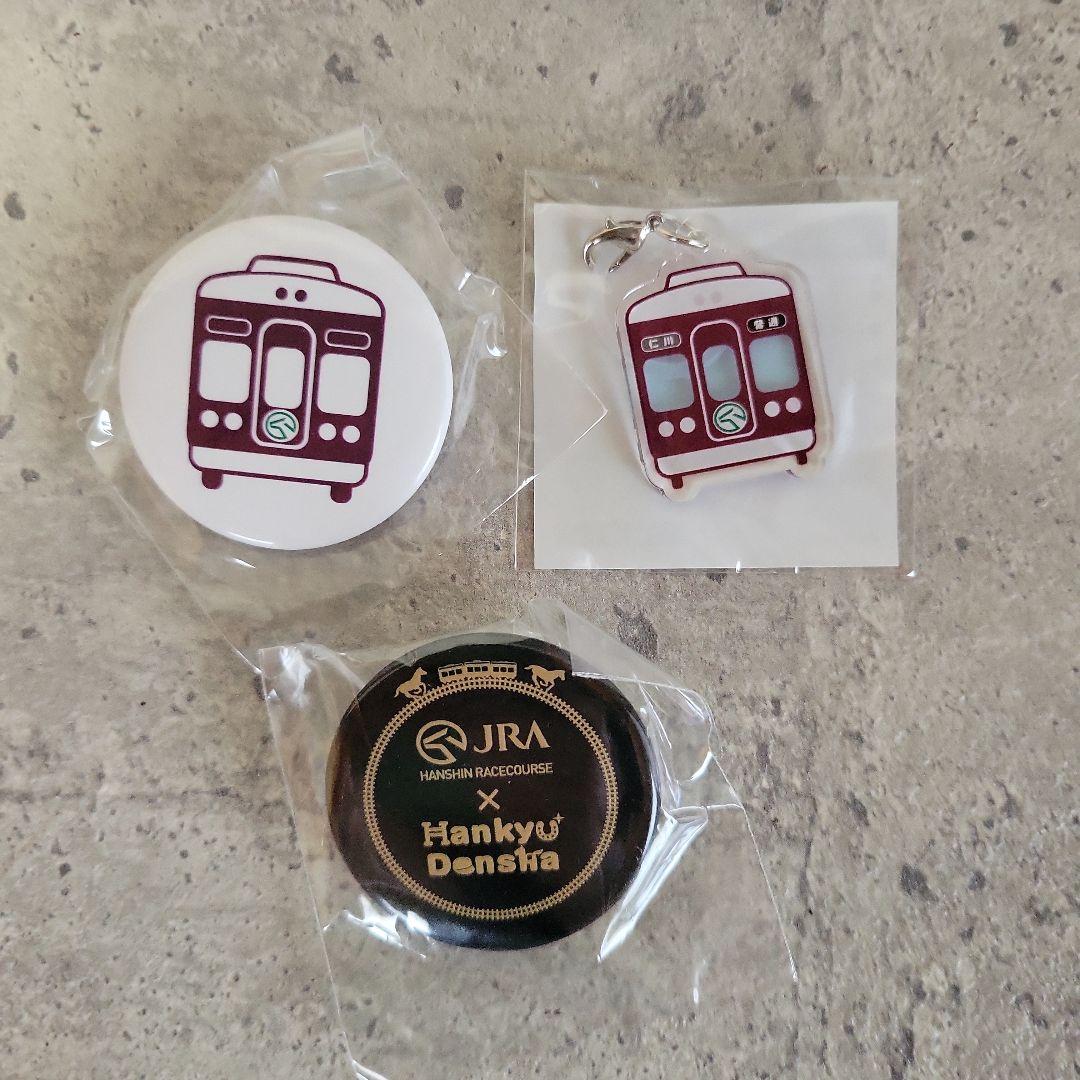 仁川
普通
JRA
HANSHIN RACECOURSE
×
Hankyu
Densha